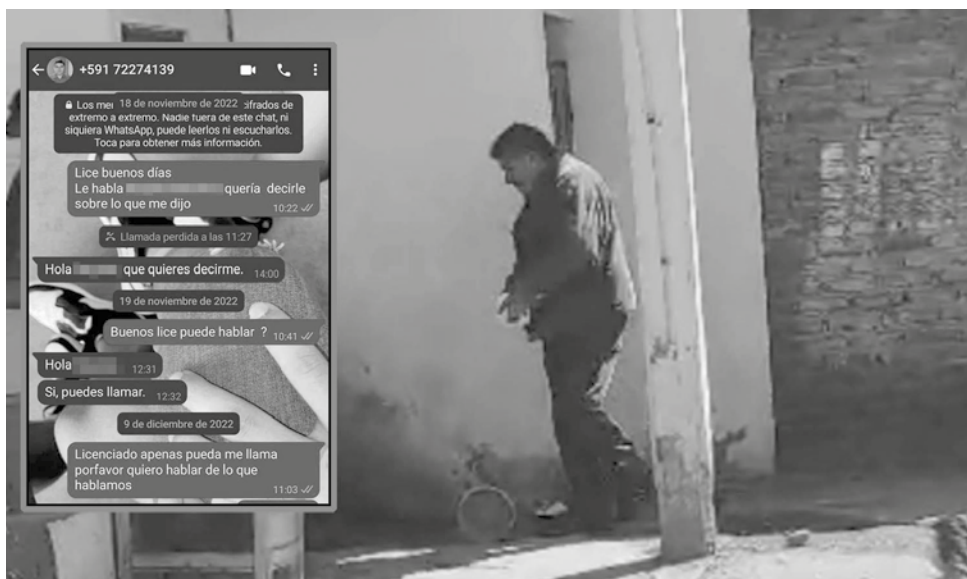 +591 72274139
18 de noviembre de 2022
Los me ifrados de
extremo a extremo. Nadie fuera de este chat, ni
siquiera WhatsApp, puede leerlos ni escucharlos.
Toca para obtener más información.
Lice buenos días
Le habla quería decirle
sobre lo que me dijo
10:22
Llamada perdida a las 11:27
Hola que quieres decirme. 14:00
19 de noviembre de 2022
Buenos lice puede hablar ? 10:41
Hola 12:31
Si, puedes llamar. 12:32
9 de diciembre de 2022
Licenciado apenas pueda me llama
porfavor quiero hablar de lo que
hablamos
11:03